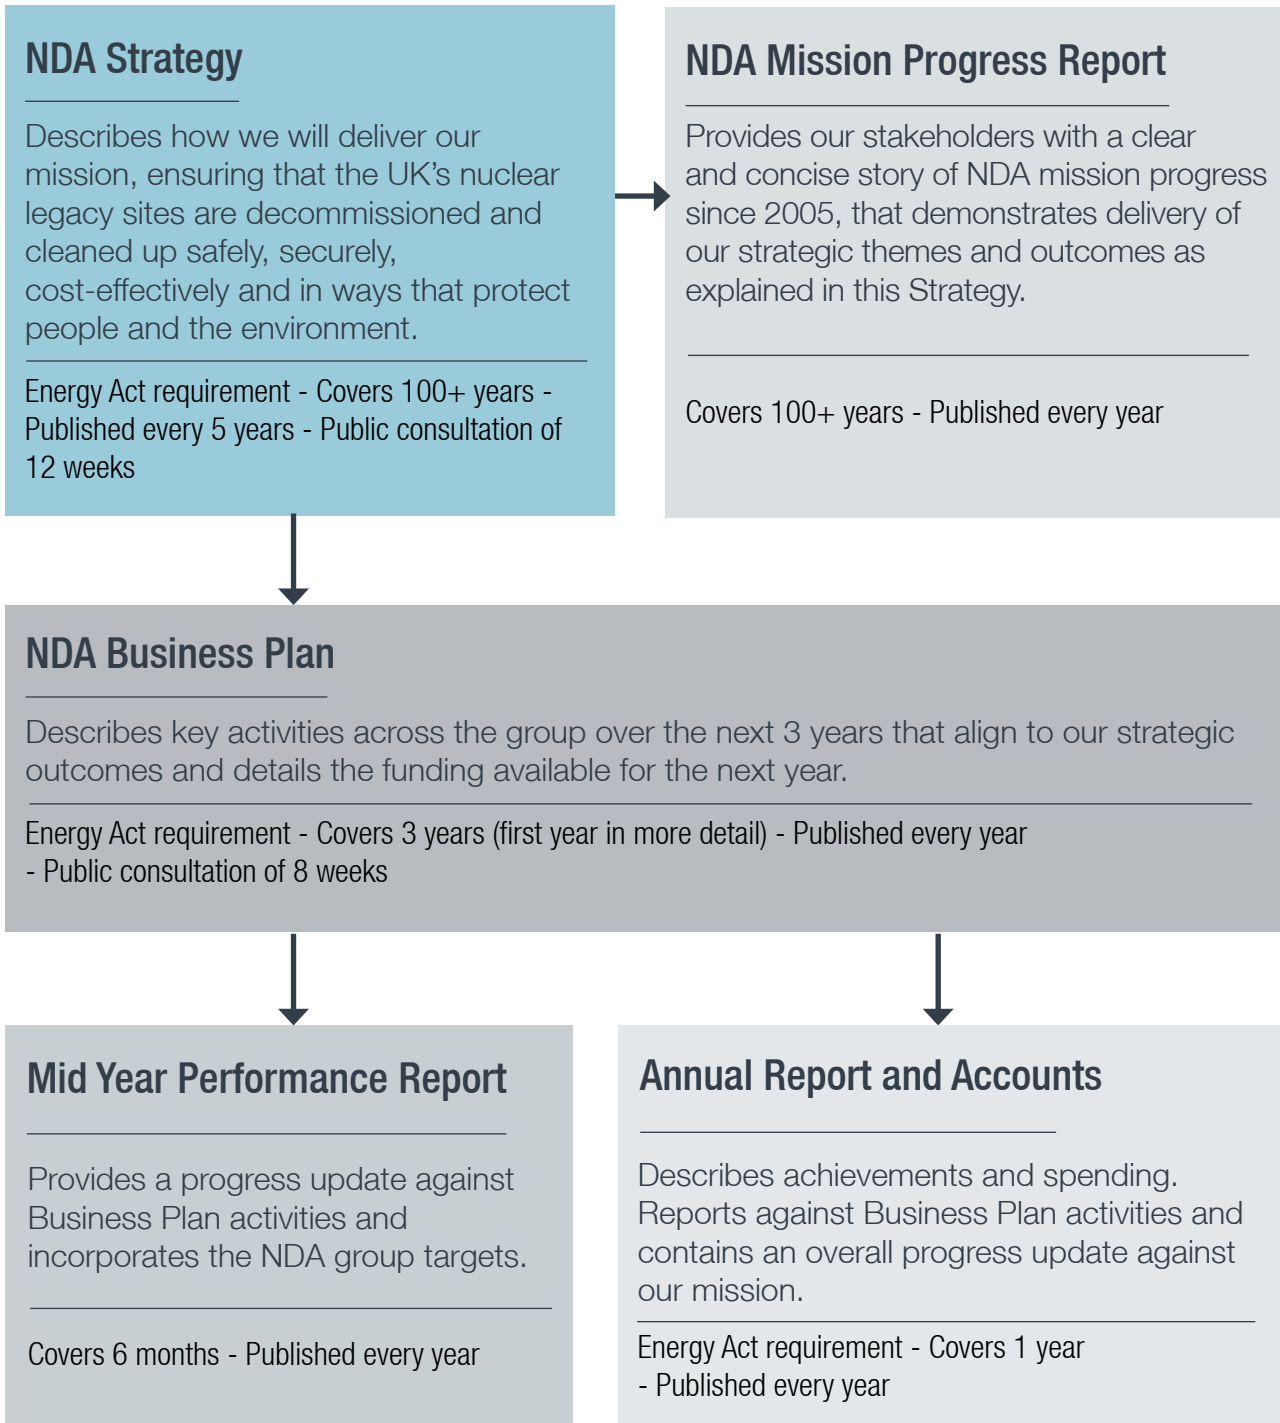 NDA Strategy
Describes how we will deliver our
mission, ensuring that the UK’s nuclear
legacy sites are decommissioned and
cleaned up safely, securely,
cost-effectively and in ways that protect
people and the environment.
Energy Act requirement - Covers 100+ years -
Published every 5 years - Public consultation of
12 weeks
NDA Mission Progress Report
Provides our stakeholders with a clear
and concise story of NDA mission progress
since 2005, that demonstrates delivery of
our strategic themes and outcomes as
explained in this Strategy.
Covers 100+ years - Published every year
NDA Business Plan
Describes key activities across the group over the next 3 years that align to our strategic
outcomes and details the funding available for the next year.
Energy Act requirement - Covers 3 years (first year in more detail) - Published every year
- Public consultation of 8 weeks
Mid Year Performance Report
Provides a progress update against
Business Plan activities and
incorporates the NDA group targets.
Covers 6 months - Published every year
Annual Report and Accounts
Describes achievements and spending.
Reports against Business Plan activities and
contains an overall progress update against
our mission.
Energy Act requirement - Covers 1 year
- Published every year